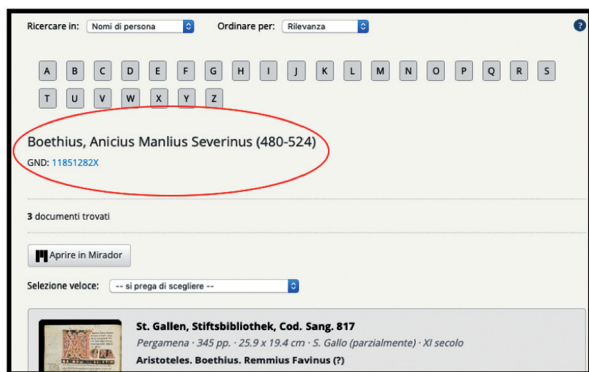 Ricercare in: Nomi di persona Ordinare per: Rilevanza ?
A B C D E F G H I J K L M N O P Q R S
T U V W X Y Z
Boethius, Anicius Manlius Severinus (480-524)
GND: 11851282X
3 documenti trovati
Aprire in Mirador
Selezione veloce: -- si prega di scegliere --
St. Gallen, Stiftsbibliothek, Cod. Sang. 817
Pergamena · 345 pp. · 25.9 x 19.4 cm · S. Gallo (parzialmente) · XI secolo
Aristoteles. Boethius. Remmius Favinus (?)